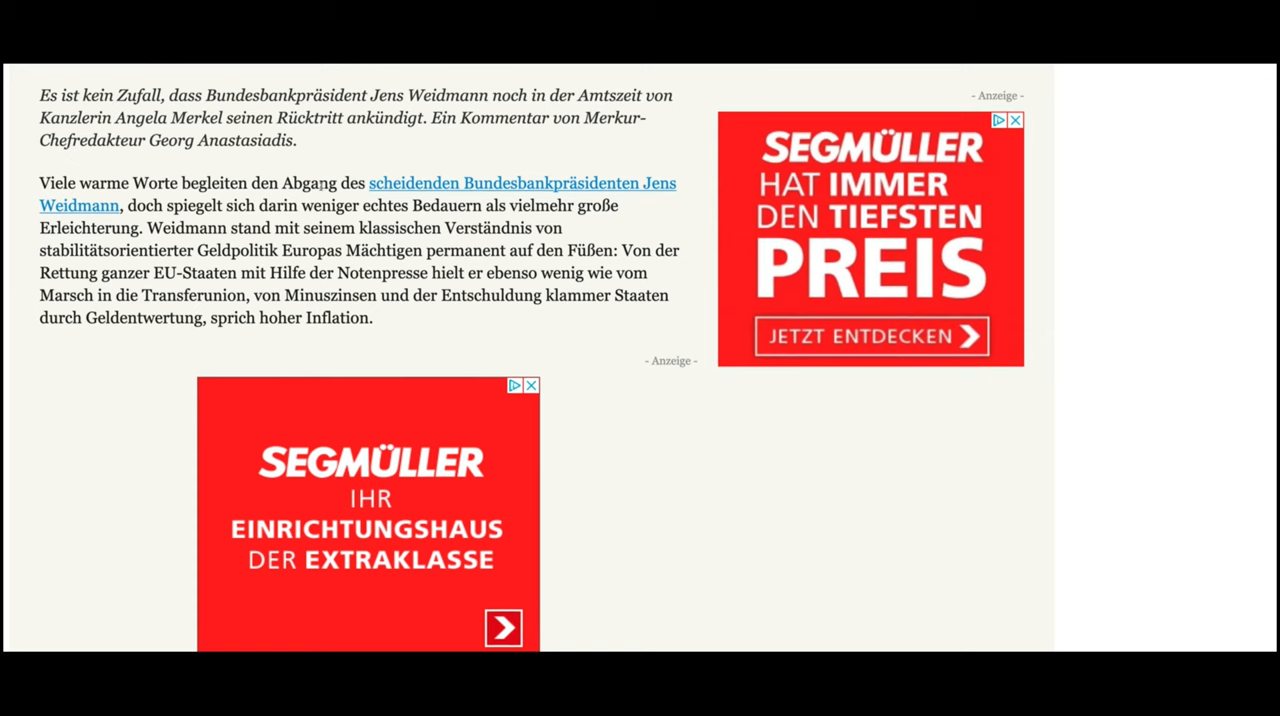 Es ist kein Zufall, dass Bundesbankpräsident Jens Weidmann noch in der Amtszeit von
Kanzlerin Angela Merkel seinen Rücktritt ankündigt. Ein Kommentar von Merkur-
Chefredakteur Georg Anastasiadis.
Viele warme Worte begleiten den Abgang des scheidenden Bundesbankpräsidenten Jens
Weidmann, doch spiegelt sich darin weniger echtes Bedauern als vielmehr große
Erleichterung. Weidmann stand mit seinem klassischen Verständnis von
stabilitätsorientierter Geldpolitik Europas Mächtigen permanent auf den Füßen: Von der
Rettung ganzer EU-Staaten mit Hilfe der Notenpresse hielt er ebenso wenig wie vom
Marsch in die Transferunion, von Minuszinsen und der Entschuldung klammer Staaten
durch Geldentwertung, sprich hoher Inflation.
- Anzeige -
SEGMÜLLER
IHR
EINRICHTUNGSHAUS
DER EXTRAKLASSE
- Anzeige -
SEGMÜLLER
HAT IMMER
DEN TIEFSTEN
PREIS
JETZT ENTDECKEN